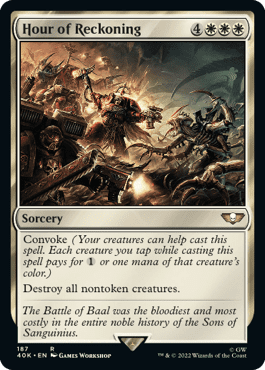 Hour of Reckoning 4
Sorcery
Convoke (Your creatures can help cast this
spell. Each creature you tap while casting this
spell pays for 1 or one mana of that creature's
color.)
Destroy all nontoken creatures.
The Battle of Baal was the bloodiest and most
costly in the entire noble history of the Sons of
Sanguinius.
187 R
40K • EN GAMES WORKSHOP
© GW
™ & © 2022 Wizards of the Coast